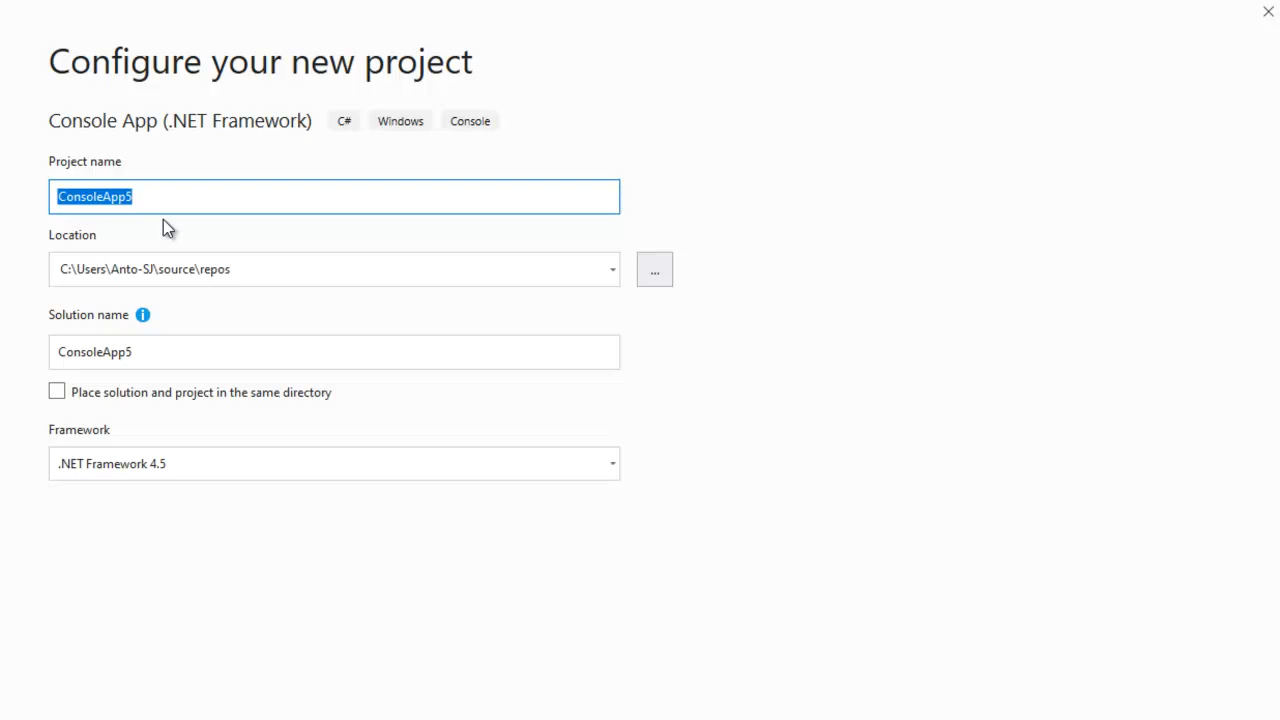 Configure your new project
Console App (.NET Framework) C# Windows Console
Project name
ConsoleApp5
Location
C:\Users\Anto-SJ\source\repos
...
Solution name
ConsoleApp5
Place solution and project in the same directory
Framework
.NET Framework 4.5